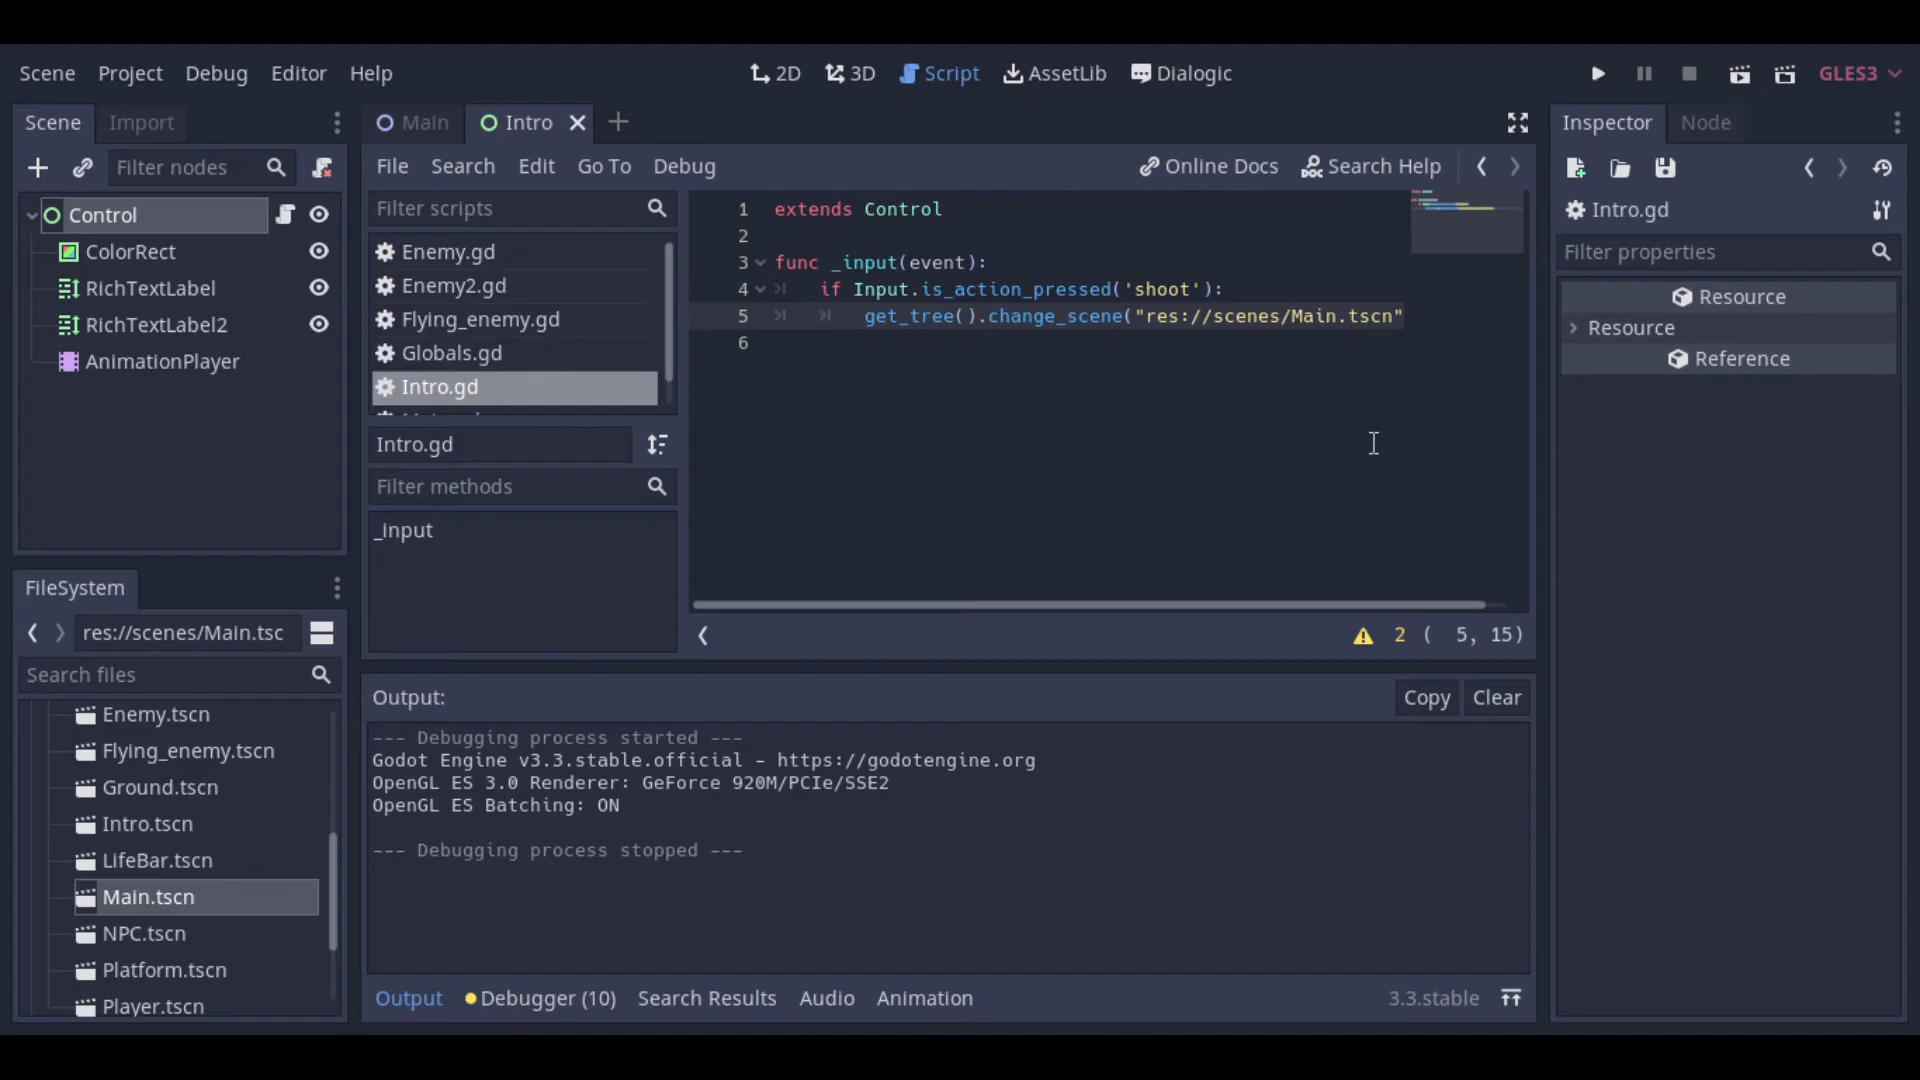 Scene Project Debug Editor Help
2D 3D Script AssetLib Dialogic
GLES3
Scene Import
Filter nodes
Control
ColorRect
RichTextLabel
RichTextLabel2
AnimationPlayer
FileSystem
res://scenes/Main.tsc
Search files
Enemy.tscn
Flying_enemy.tscn
Ground.tscn
Intro.tscn
LifeBar.tscn
Main.tscn
NPC.tscn
Platform.tscn
Player.tscn
Main Intro
File Search Edit Go To Debug
Online Docs Search Help
Filter scripts
Enemy.gd
Enemy2.gd
Flying_enemy.gd
Globals.gd
Intro.gd
Intro.gd
Filter methods
_input
1 extends Control
2
3 func _input(event):
4 if Input.is_action_pressed('shoot'):
5 get_tree().change_scene("res://scenes/Main.tscn"
6
2 ( 5, 15)
Output:
Copy Clear
--- Debugging process started ---
Godot Engine v3.3.stable.official - https://godotengine.org
OpenGL ES 3.0 Renderer: GeForce 920M/PCIe/SSE2
OpenGL ES Batching: ON
--- Debugging process stopped ---
Output Debugger (10) Search Results Audio Animation
3.3.stable
Inspector Node
Intro.gd
Filter properties
Resource
Resource
Reference